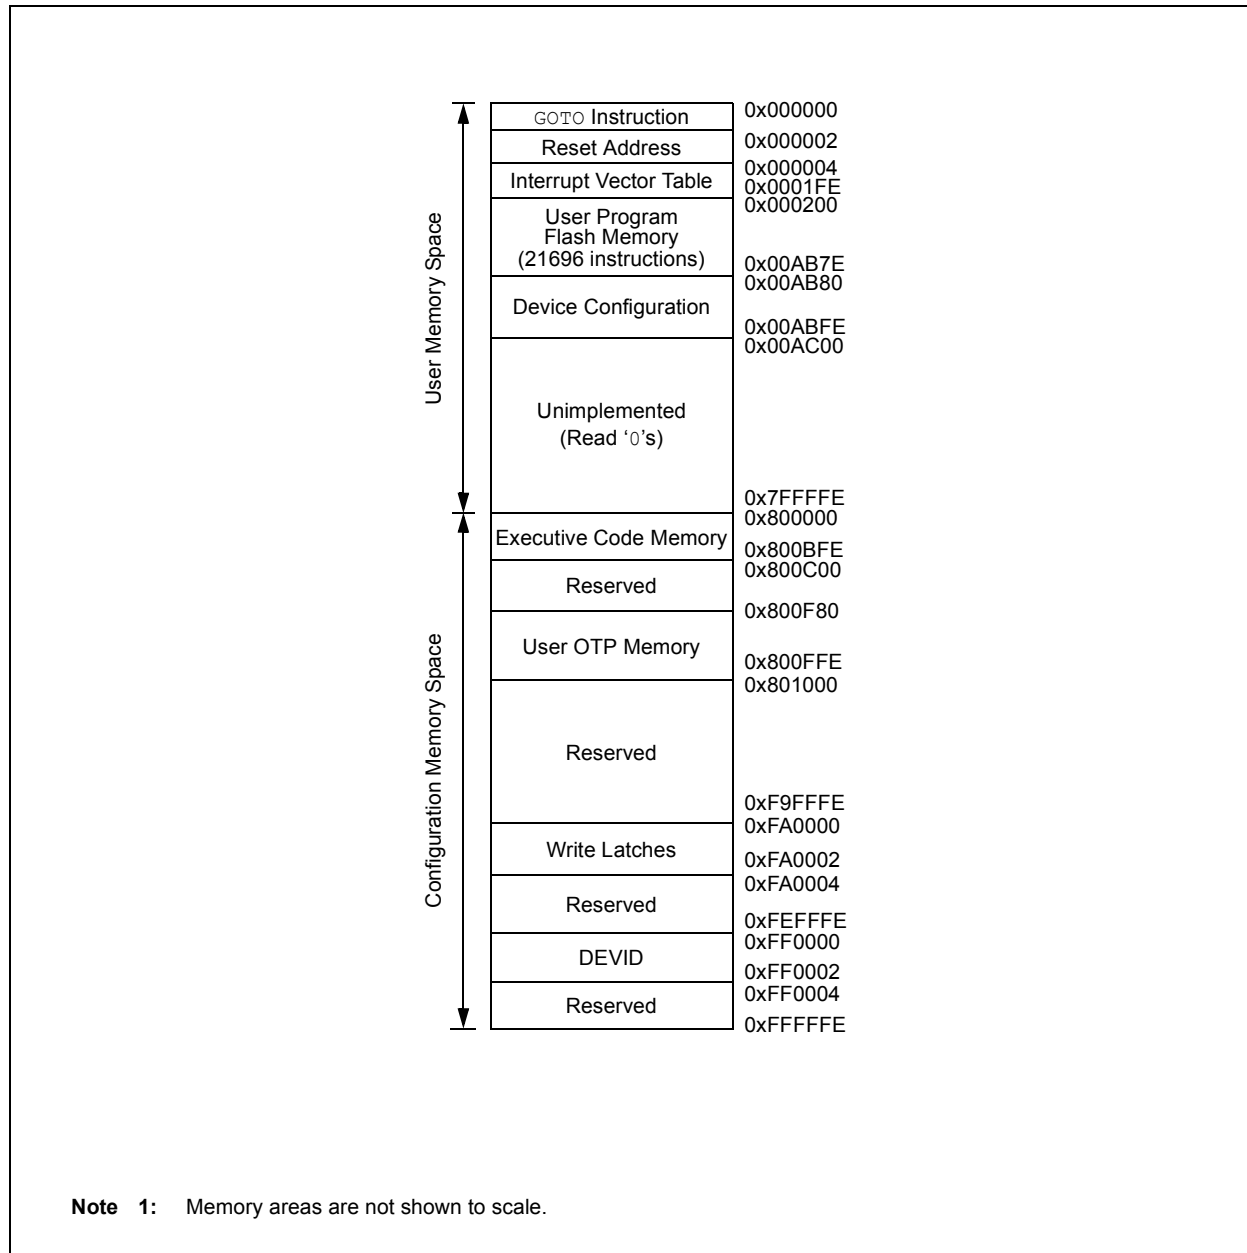 GOTO Instruction
0x000000
Reset Address
0x000002
Interrupt Vector Table
0x000004
0x0001FE
User Program
Flash Memory
(21696 instructions)
0x000200
0x00AB7E
Device Configuration
0x00AB80
0x00ABFE
Unimplemented
(Read ‘0’s)
0x00AC00
0x7FFFFE
User Memory Space
Executive Code Memory
0x800000
0x800BFE
Reserved
0x800C00
User OTP Memory
0x800F80
0x800FFE
Reserved
0x801000
0xF9FFFE
Write Latches
0xFA0000
0xFA0002
Reserved
0xFA0004
0xFEFFFE
DEVID
0xFF0000
0xFF0002
Reserved
0xFF0004
0xFFFFFE
Configuration Memory Space
Note 1: Memory areas are not shown to scale.